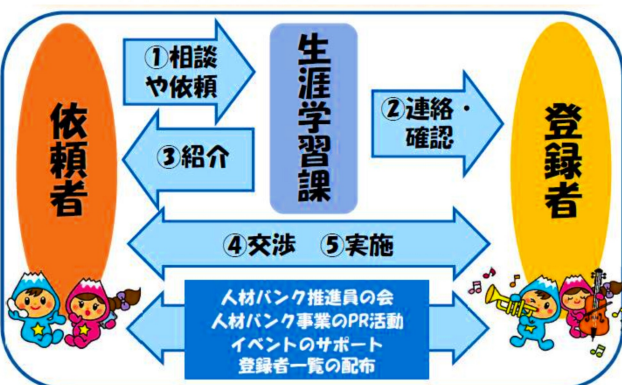 依頼者
①相談
や依頼
③紹介
生涯学習課
②連絡・
確認
登録者
④交渉 ⑤実施
人材バンク推進員の会
人材バンク事業のPR活動
イベントのサポート
登録者一覧の配布